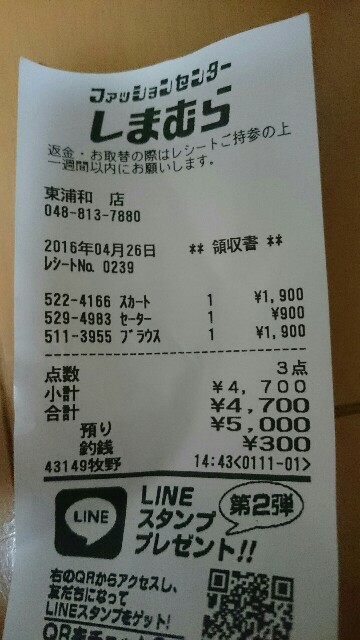 ファッションセンター
しまむら
返金・お取替の際はレシートご持参の上
一週間以内にお願いします。
東浦和 店
048-813-7880
2016年04月26日 ** 領収書 **
ﾚｼｰﾄNo. 0239
522-4166 ｽｶｰﾄ 1 ¥1,900
529-4983 ｾｰﾀｰ 1 ¥900
511-3955 ﾌﾞﾗｳｽ 1 ¥1,900
点数 3点
小計 ¥4,700
合計 ¥4,700
預り ¥5,000
釣銭 ¥300
43149牧野 14:43<0111-01>
LINE
LINE
スタンプ
プレゼント!!
第2弾
右のQRからアクセスし、
友だちになって
LINEスタンプをゲット!